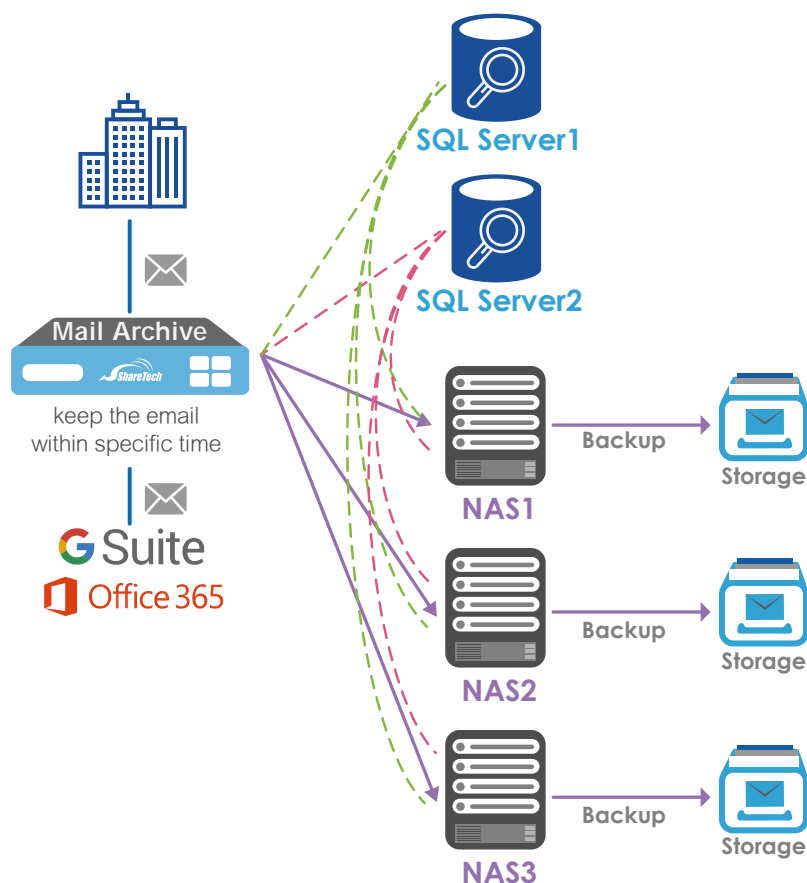 SQL Server1
SQL Server2
Mail Archive
ShareTech
keep the email
within specific time
G Suite
Office 365
NAS1
Backup
Storage
NAS2
Backup
Storage
NAS3
Backup
Storage